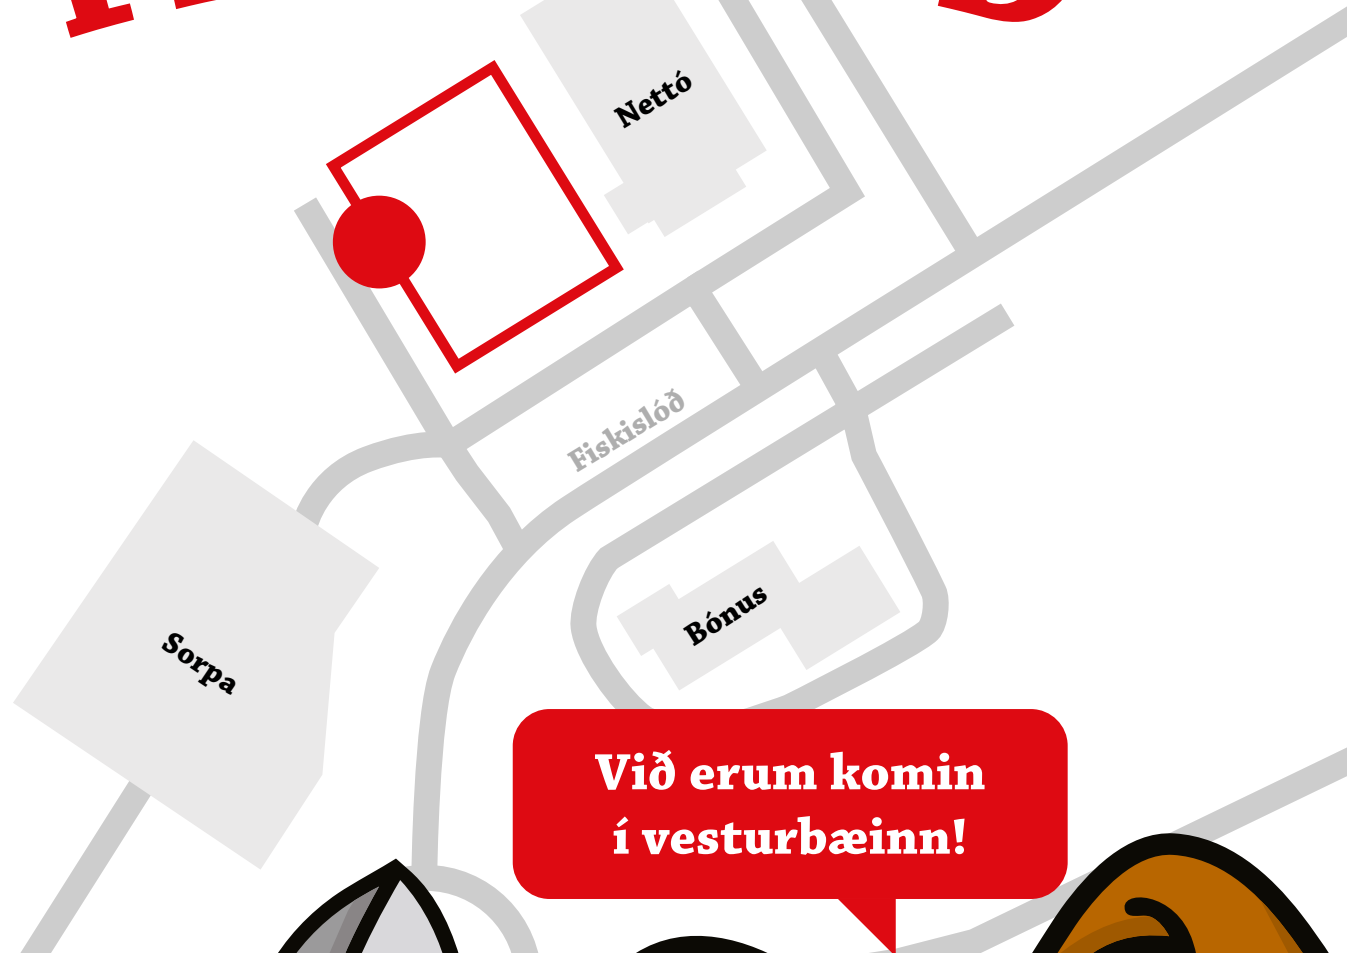 Nettó
Fiskislóð
Bónus
Sorpa
Við erum komin
í vesturbæinn!